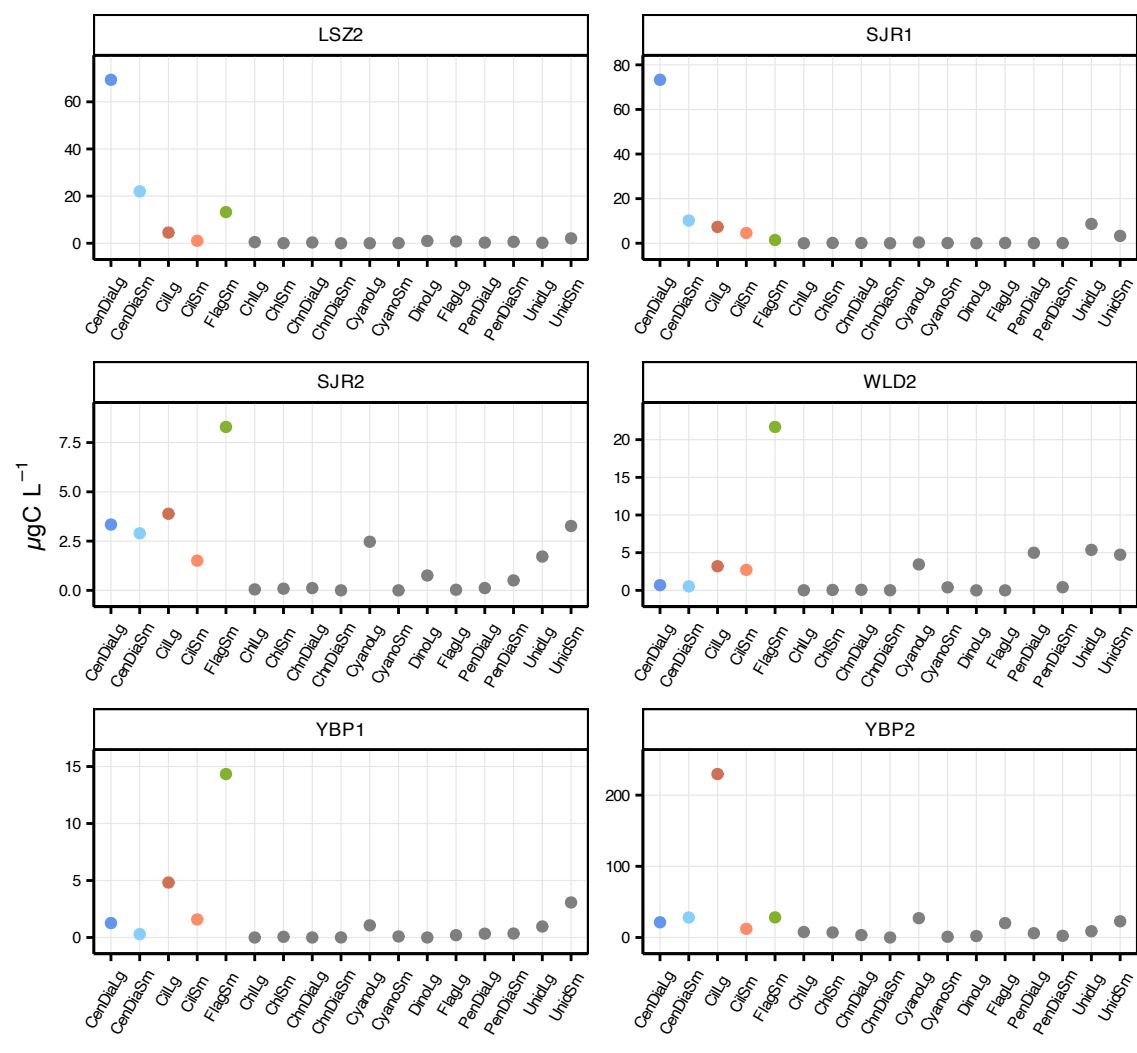 LSZ2
60
40
20
0
CenDiaLg CenDiaSm CilLg CilSm FlagSm ChlLg ChlSm ChnDiaLg ChnDiaSm CyanoLg CyanoSm DinoLg FlagLg PenDiaLg PenDiaSm UnidLg UnidSm
SJR1
80
60
40
20
0
CenDiaLg CenDiaSm CilLg CilSm FlagSm ChlLg ChlSm ChnDiaLg ChnDiaSm CyanoLg CyanoSm DinoLg FlagLg PenDiaLg PenDiaSm UnidLg UnidSm
µgC L⁻¹
SJR2
7.5
5.0
2.5
0.0
CenDiaLg CenDiaSm CilLg CilSm FlagSm ChlLg ChlSm ChnDiaLg ChnDiaSm CyanoLg CyanoSm DinoLg FlagLg PenDiaLg PenDiaSm UnidLg UnidSm
WLD2
20
15
10
5
0
CenDiaLg CenDiaSm CilLg CilSm FlagSm ChlLg ChlSm ChnDiaLg ChnDiaSm CyanoLg CyanoSm DinoLg FlagLg PenDiaLg PenDiaSm UnidLg UnidSm
YBP1
15
10
5
0
CenDiaLg CenDiaSm CilLg CilSm FlagSm ChlLg ChlSm ChnDiaLg ChnDiaSm CyanoLg CyanoSm DinoLg FlagLg PenDiaLg PenDiaSm UnidLg UnidSm
YBP2
200
100
0
CenDiaLg CenDiaSm CilLg CilSm FlagSm ChlLg ChlSm ChnDiaLg ChnDiaSm CyanoLg CyanoSm DinoLg FlagLg PenDiaLg PenDiaSm UnidLg UnidSm